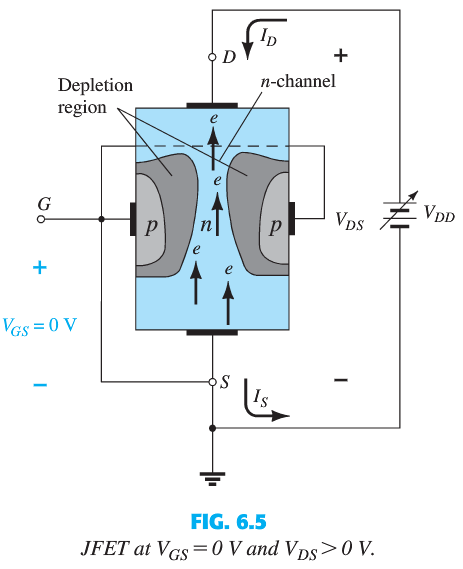 I_D
D
+
Depletion
region
n-channel
e
e
G
p
n
p
V_DS
V_DD
+
e
e
V_GS = 0 V
–
S
–
I_S
FIG. 6.5
JFET at V_GS = 0 V and V_DS > 0 V.